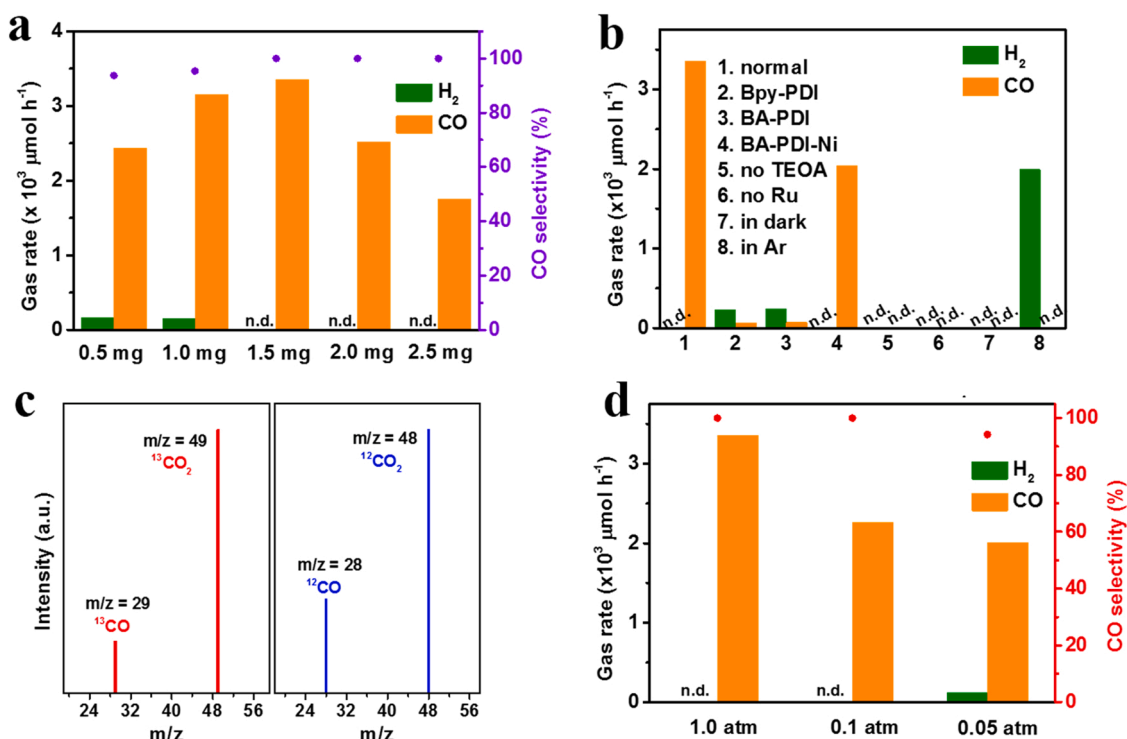 a
Gas rate (x 10³ μmol h⁻¹)
4
3
2
1
0
H₂
CO
n.d.
n.d.
n.d.
0.5 mg
1.0 mg
1.5 mg
2.0 mg
2.5 mg
100
80
60
40
20
0
CO selectivity (%)
b
Gas rate (x10³ μmol h⁻¹)
3
2
1
0
1. normal
2. Bpy-PDI
3. BA-PDI
4. BA-PDI-Ni
5. no TEOA
6. no Ru
7. in dark
8. in Ar
H₂
CO
n.d.
n.d.
n.d.
n.d.
n.d.
n.d.
n.d.
n.d.
n.d
1
2
3
4
5
6
7
8
c
Intensity (a.u.)
m/z = 49
¹³CO₂
m/z = 29
¹³CO
24
32
40
48
56
m/z
m/z = 48
¹²CO₂
m/z = 28
¹²CO
24
32
40
48
56
m/z
d
Gas rate (x10³ μmol h⁻¹)
3
2
1
0
H₂
CO
n.d.
n.d.
1.0 atm
0.1 atm
0.05 atm
100
80
60
40
20
0
CO selectivity (%)